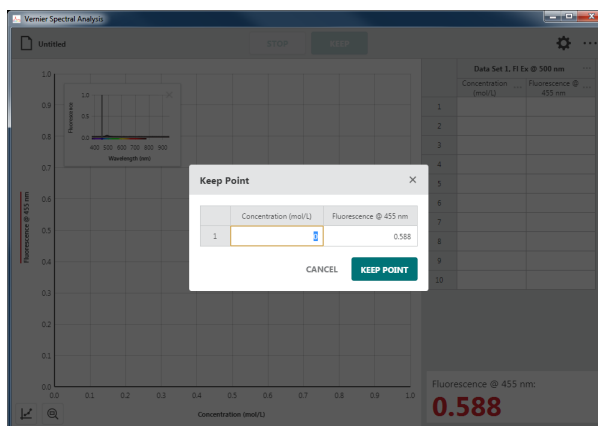 Vernier Spectral Analysis
Untitled
STOP
KEEP
Data Set 1, Fl Ex @ 500 nm
Concentration (mol/L)
Fluorescence @ 455 nm
1
2
3
4
5
6
7
8
9
10
1.0
0.9
0.8
0.7
0.6
0.5
0.4
0.3
0.2
0.1
0.0
Fluorescence @ 455 nm
0.0 0.1 0.2 0.3 0.4 0.5 0.6 0.7 0.8 0.9 1.0
Concentration (mol/L)
Fluorescence
1.0
0.5
0.0
400 500 600 700 800 900
Wavelength (nm)
Keep Point
Concentration (mol/L) Fluorescence @ 455 nm
1 0 0.588
CANCEL KEEP POINT
Fluorescence @ 455 nm:
0.588